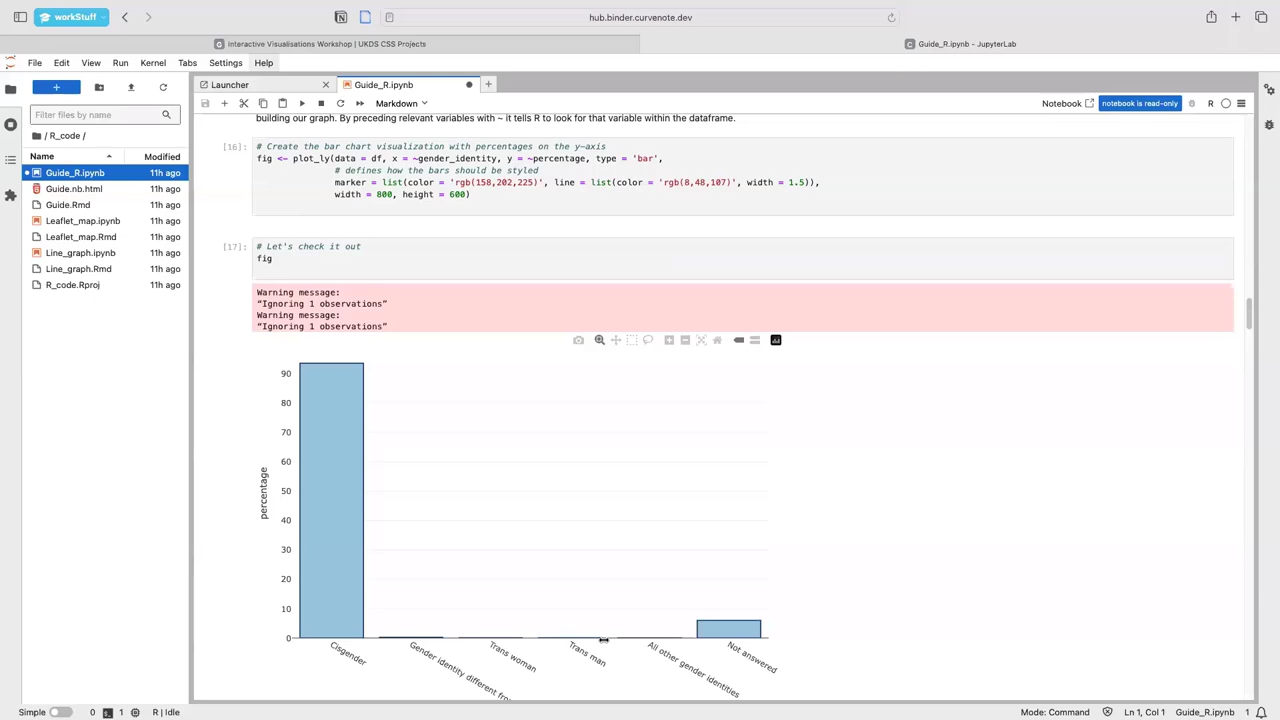 workStuff
hub.binder.curvenote.dev
Interactive Visualisations Workshop | UKDS CSS Projects
Guide_R.ipynb - JupyterLab
File Edit View Run Kernel Tabs Settings Help
Launcher
Guide_R.ipynb
Filter files by name
Markdown
Notebook
notebook is read-only
R
/ R_code /
Name Modified
Guide_R.ipynb 11h ago
Guide.nb.html 11h ago
Guide.Rmd 11h ago
Leaflet_map.ipynb 11h ago
Leaflet_map.Rmd 11h ago
Line_graph.ipynb 11h ago
Line_graph.Rmd 11h ago
R_code.Rproj 11h ago
building our graph. By preceding relevant variables with ~ it tells R to look for that variable within the dataframe.
[16]:
# Create the bar chart visualization with percentages on the y-axis
fig <- plot_ly(data = df, x = ~gender_identity, y = ~percentage, type = 'bar',
# defines how the bars should be styled
marker = list(color = 'rgb(158,202,225)', line = list(color = 'rgb(8,48,107)', width = 1.5)),
width = 800, height = 600)
[17]:
# Let's check it out
fig
Warning message:
“Ignoring 1 observations”
Warning message:
“Ignoring 1 observations”
90
80
70
60
50
40
30
20
10
0
percentage
Cisgender
Gender identity different fro
Trans woman
Trans man
All other gender identities
Not answered
Simple
0
1
R | Idle
Mode: Command
Ln 1, Col 1
Guide_R.ipynb
1